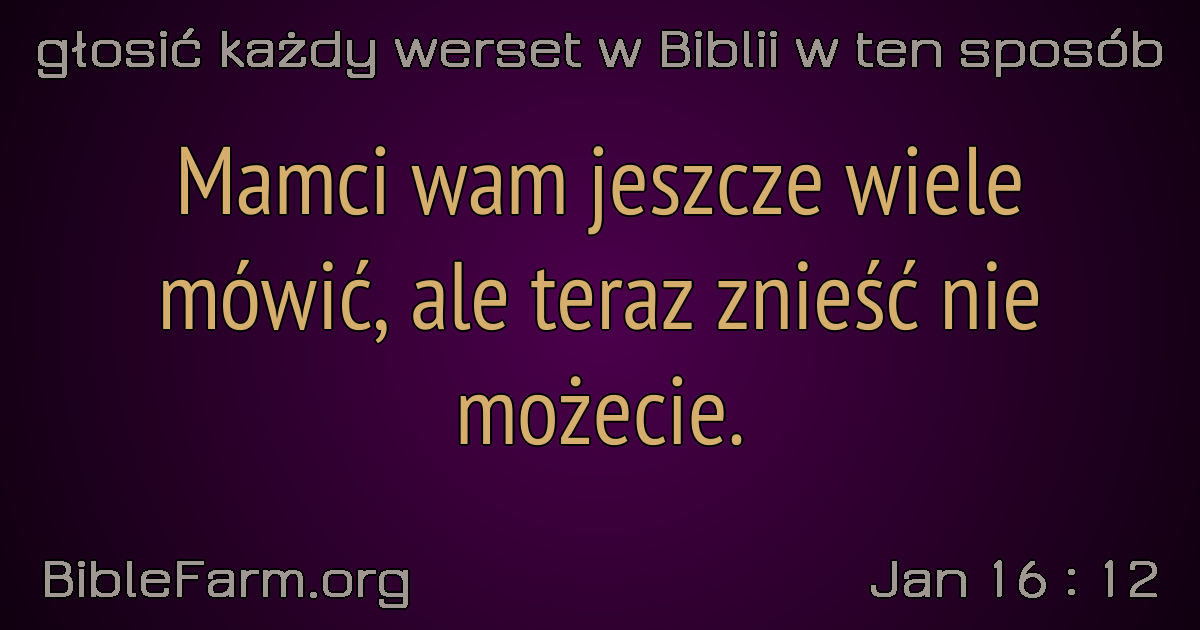 głosić każdy werset w Biblii w ten sposób
Mamci wam jeszcze wiele
mówić, ale teraz znieść nie
możecie.
BibleFarm.org
Jan 16 : 12